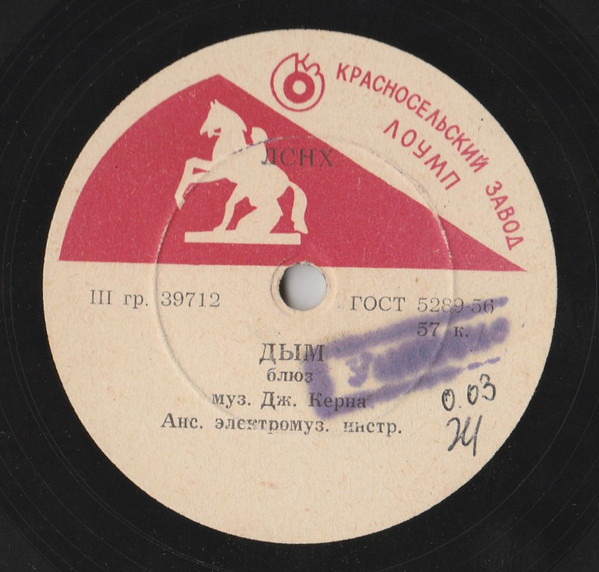 КЗ
КРАСНОСЕЛЬСКИЙ ЗАВОД
ЛОУМП
ЛСНХ
III гр. 39712
ГОСТ 5289-56
57 к.
ДЫМ
блюз
муз. Дж. Керна
Анс. электромуз. инстр.
0.03